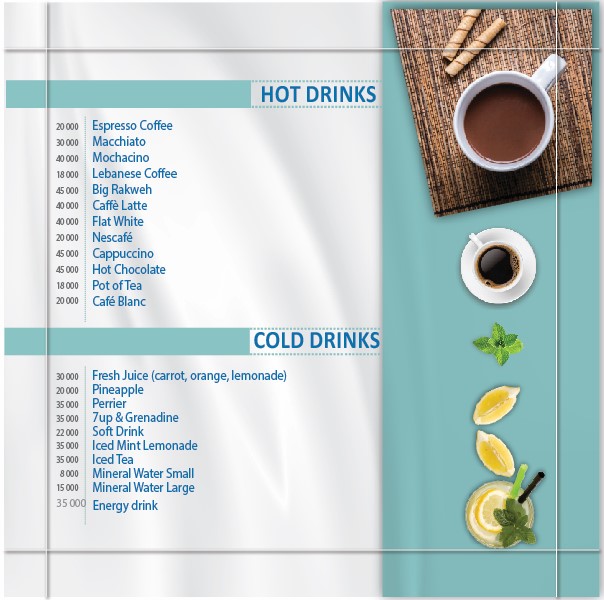 HOT DRINKS
20 000 Espresso Coffee
30 000 Macchiato
40 000 Mochacino
18 000 Lebanese Coffee
45 000 Big Rakweh
40 000 Caffè Latte
40 000 Flat White
20 000 Nescafé
45 000 Cappuccino
45 000 Hot Chocolate
18 000 Pot of Tea
20 000 Café Blanc
COLD DRINKS
30 000 Fresh Juice (carrot, orange, lemonade)
20 000 Pineapple
35 000 Perrier
35 000 7up & Grenadine
22 000 Soft Drink
35 000 Iced Mint Lemonade
35 000 Iced Tea
8 000 Mineral Water Small
15 000 Mineral Water Large
35 000 Energy drink